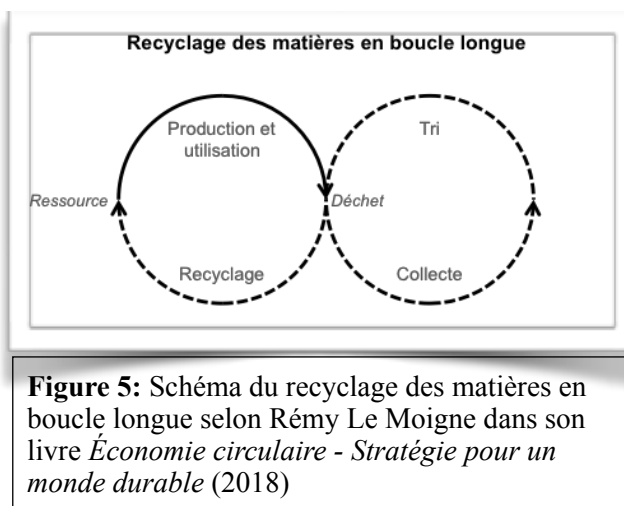 Recyclage des matières en boucle longue
Production et
utilisation
Tri
Ressource
Déchet
Recyclage
Collecte
Figure 5: Schéma du recyclage des matières en
boucle longue selon Rémy Le Moigne dans son
livre Économie circulaire - Stratégie pour un
monde durable (2018)